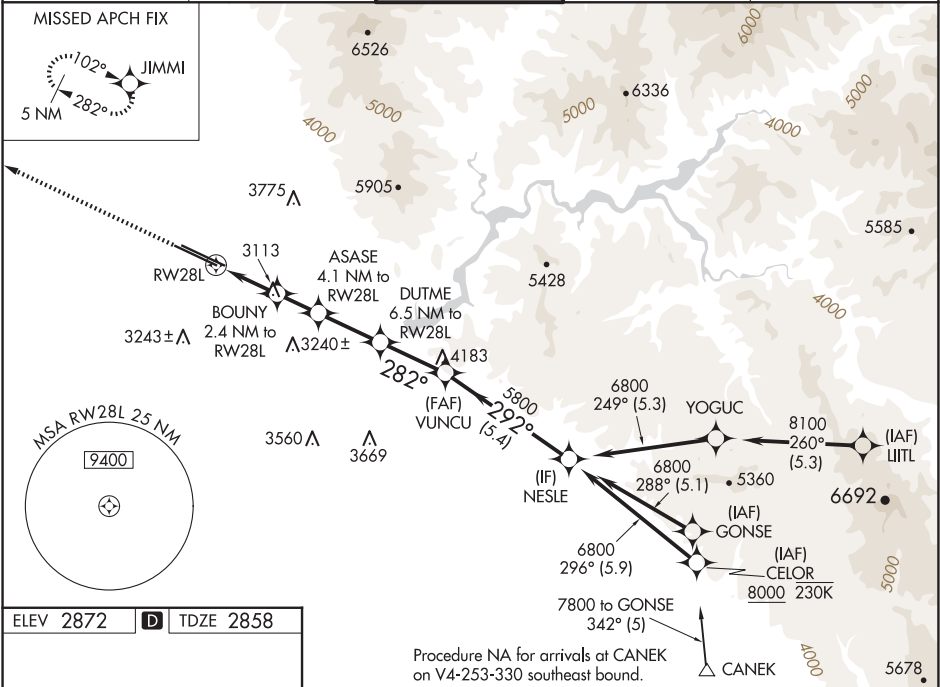 MISSED APCH FIX
102°
JIMMI
282°
5 NM
6526
6000
6336
5000
5000
5000
4000
4000
5905
3775
5585
3113
ASASE
4.1 NM to
RW28L
RW28L
5428
DUTME
6.5 NM to
RW28L
4000
BOUNY
2.4 NM to
RW28L
3243±
3240±
4183
282°
(FAF)
VUNCU
5800
292°
(5.4)
6800
249° (5.3)
YOGUC
8100
260°
(5.3)
(IAF)
LIITL
MSA RW28L 25 NM
9400
3560
3669
(IF)
NESLE
6800
288° (5.1)
5360
6692
(IAF)
GONSE
6800
296° (5.9)
(IAF)
CELOR
8000 230K
5000
7800 to GONSE
342° (5)
ELEV 2872 D TDZE 2858
Procedure NA for arrivals at CANEK
on V4-253-330 southeast bound.
CANEK
4000
5678